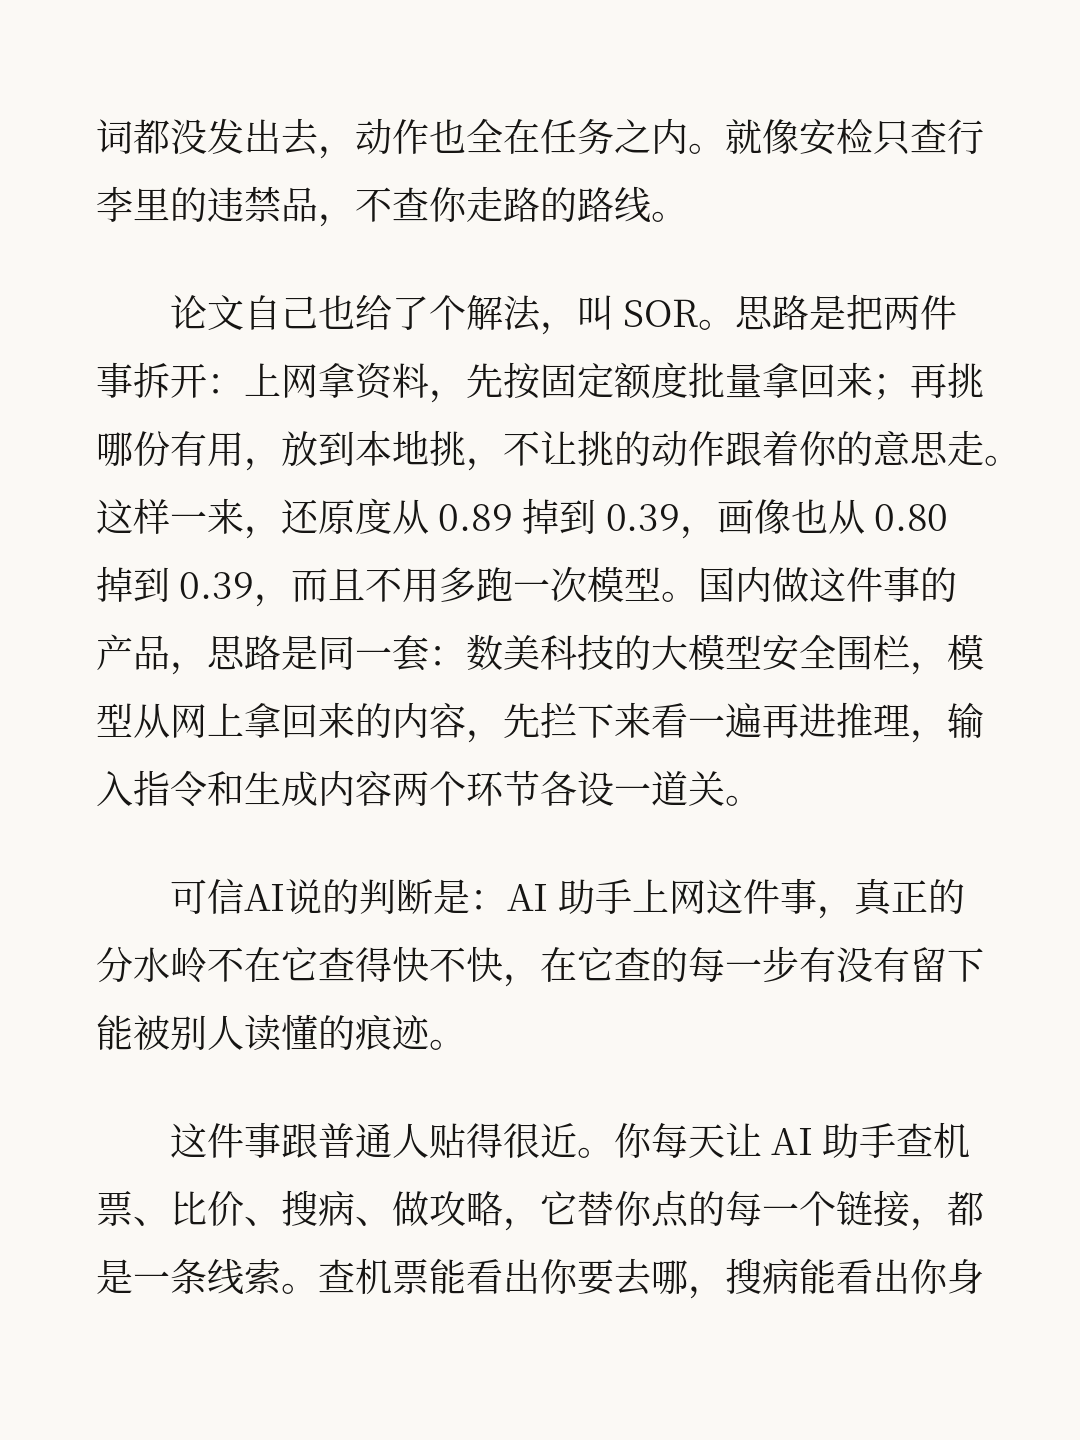 词都没发出去，动作也全在任务之内。就像安检只查行
李里的违禁品，不查你走路的路线。
论文自己也给了个解法，叫 SOR。思路是把两件
事拆开：上网拿资料，先按固定额度批量拿回来；再挑
哪份有用，放到本地挑，不让挑的动作跟着你的意思走。
这样一来，还原度从 0.89 掉到 0.39，画像也从 0.80
掉到 0.39，而且不用多跑一次模型。国内做这件事的
产品，思路是同一套：数美科技的大模型安全围栏，模
型从网上拿回来的内容，先拦下来看一遍再进推理，输
入指令和生成内容两个环节各设一道关。
可信AI说的判断是：AI 助手上网这件事，真正的
分水岭不在它查得快不快，在它查的每一步有没有留下
能被别人读懂的痕迹。
这件事跟普通人贴得很近。你每天让 AI 助手查机
票、比价、搜病、做攻略，它替你点的每一个链接，都
是一条线索。查机票能看出你要去哪，搜病能看出你身